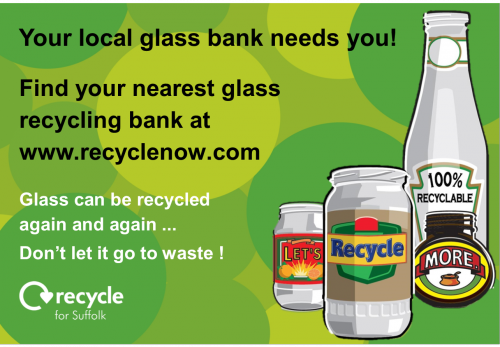 Your local glass bank needs you!
Find your nearest glass
recycling bank at
www.recyclenow.com
Glass can be recycled
again and again ...
Don't let it go to waste !
recycle
for Suffolk
LET'S
Recycle
100%
RECYCLABLE
MORE